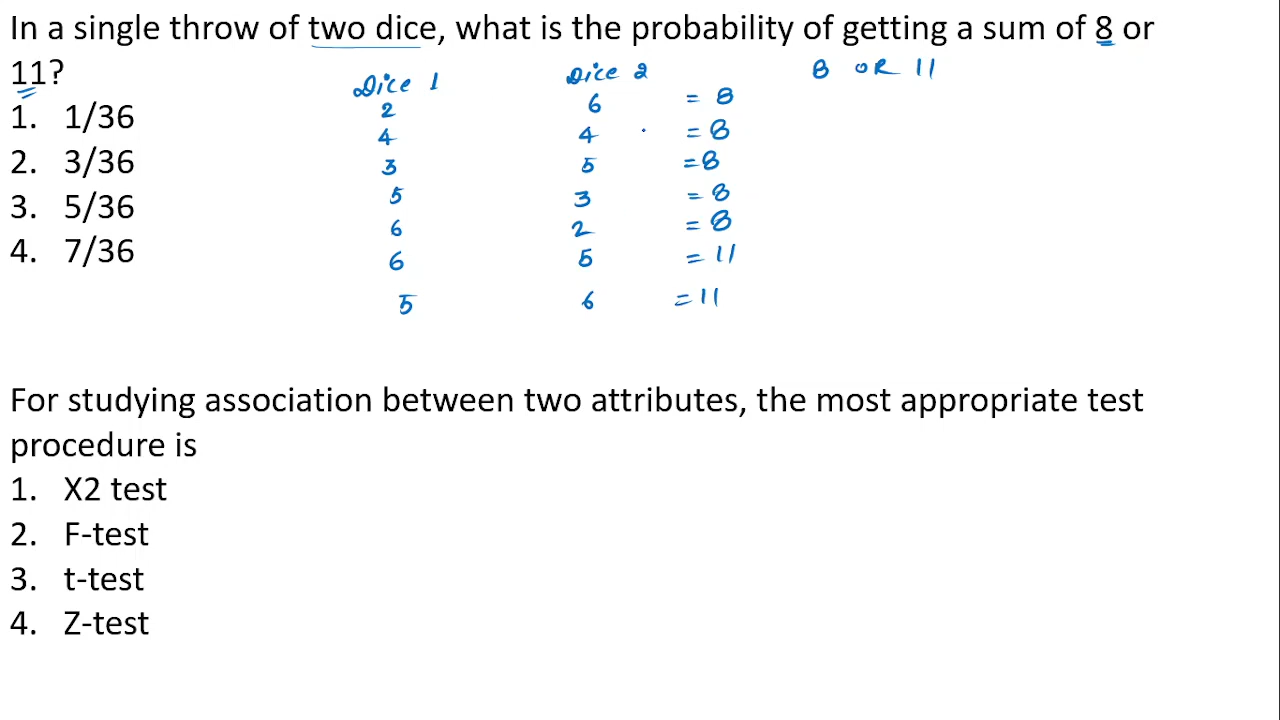 In a single throw of two dice, what is the probability of getting a sum of 8 or
11?
Dice 1 Dice 2 8 OR 11
1. 1/36
2. 3/36
3. 5/36
4. 7/36
2 6 = 8
4 4 = 8
3 5 = 8
5 3 = 8
6 2 = 8
6 5 = 11
5 6 = 11
For studying association between two attributes, the most appropriate test
procedure is
1. X2 test
2. F-test
3. t-test
4. Z-test